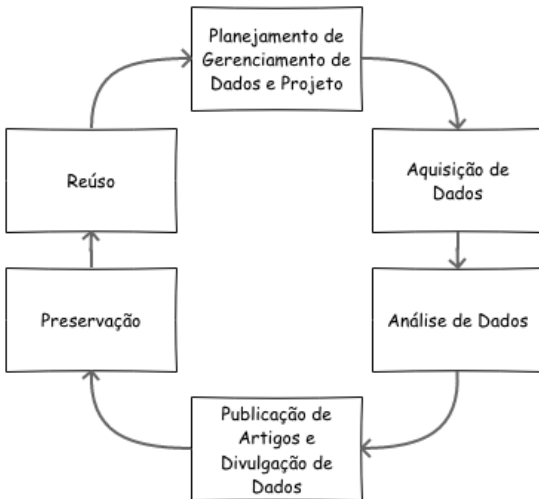 Planejamento de
Gerenciamento de
Dados e Projeto
Aquisição de
Dados
Análise de Dados
Publicação de
Artigos e
Divulgação de
Dados
Preservação
Reúso